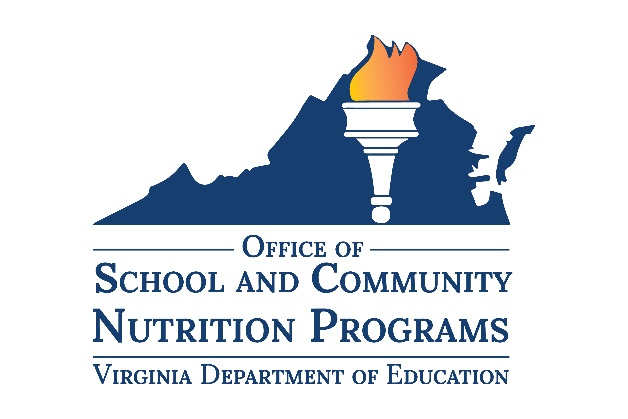 Office of
School and Community
Nutrition Programs
Virginia Department of Education